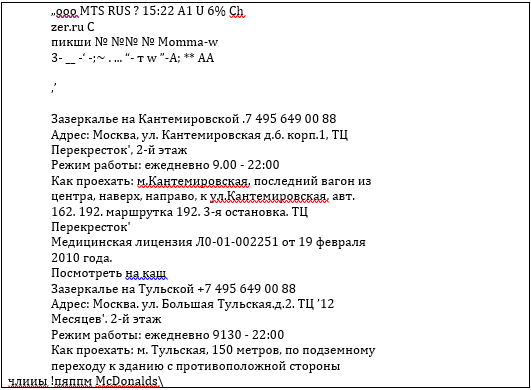 „ooo MTS RUS ? 15:22 A1 U 6% Ch
zer.ru C
пикши № №№ № Momma-w
3- __ -‘ -;~ . ... “- т w ”-A; ** AA
,’
Зазеркалье на Кантемировской .7 495 649 00 88
Адрес: Москва, ул. Кантемировская д.6. корп.1, ТЦ
Перекресток', 2-й этаж
Режим работы: ежедневно 9.00 - 22:00
Как проехать: м.Кантемировская, последний вагон из
центра, наверх, направо, к ул.Кантемировская, авт.
162. 192. маршрутка 192. 3-я остановка. ТЦ
Перекресток'
Медицинская лицензия Л0-01-002251 от 19 февраля
2010 года.
Посмотреть на кащ
Зазеркалье на Тульской +7 495 649 00 88
Адрес: Москва. ул. Большая Тульская,д.2. ТЦ ’12
Месяцев'. 2-й этаж
Режим работы: ежедневно 9130 - 22:00
Как проехать: м. Тульская, 150 метров, по подземному
переходу к зданию с противоположной стороны
члииы !пяппм McDonalds\